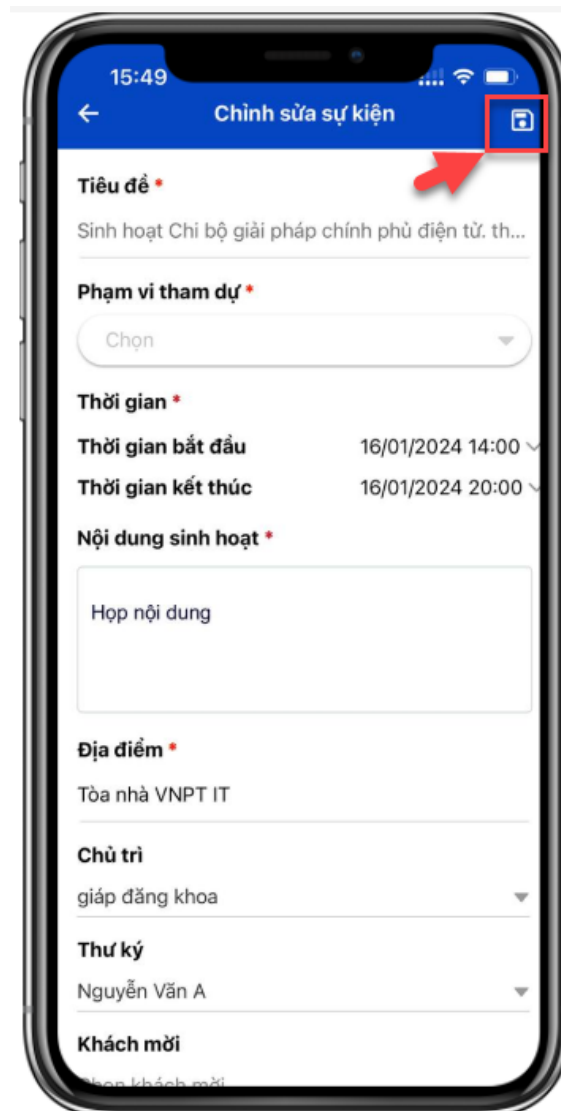 15:49
Chỉnh sửa sự kiện
Tiêu đề *
Sinh hoạt Chi bộ giải pháp chính phủ điện tử. th...
Phạm vi tham dự *
Chọn
Thời gian *
Thời gian bắt đầu 16/01/2024 14:00
Thời gian kết thúc 16/01/2024 20:00
Nội dung sinh hoạt *
Họp nội dung
Địa điểm *
Tòa nhà VNPT IT
Chủ trì
giáp đăng khoa
Thư ký
Nguyễn Văn A
Khách mời
Chọn khách mời